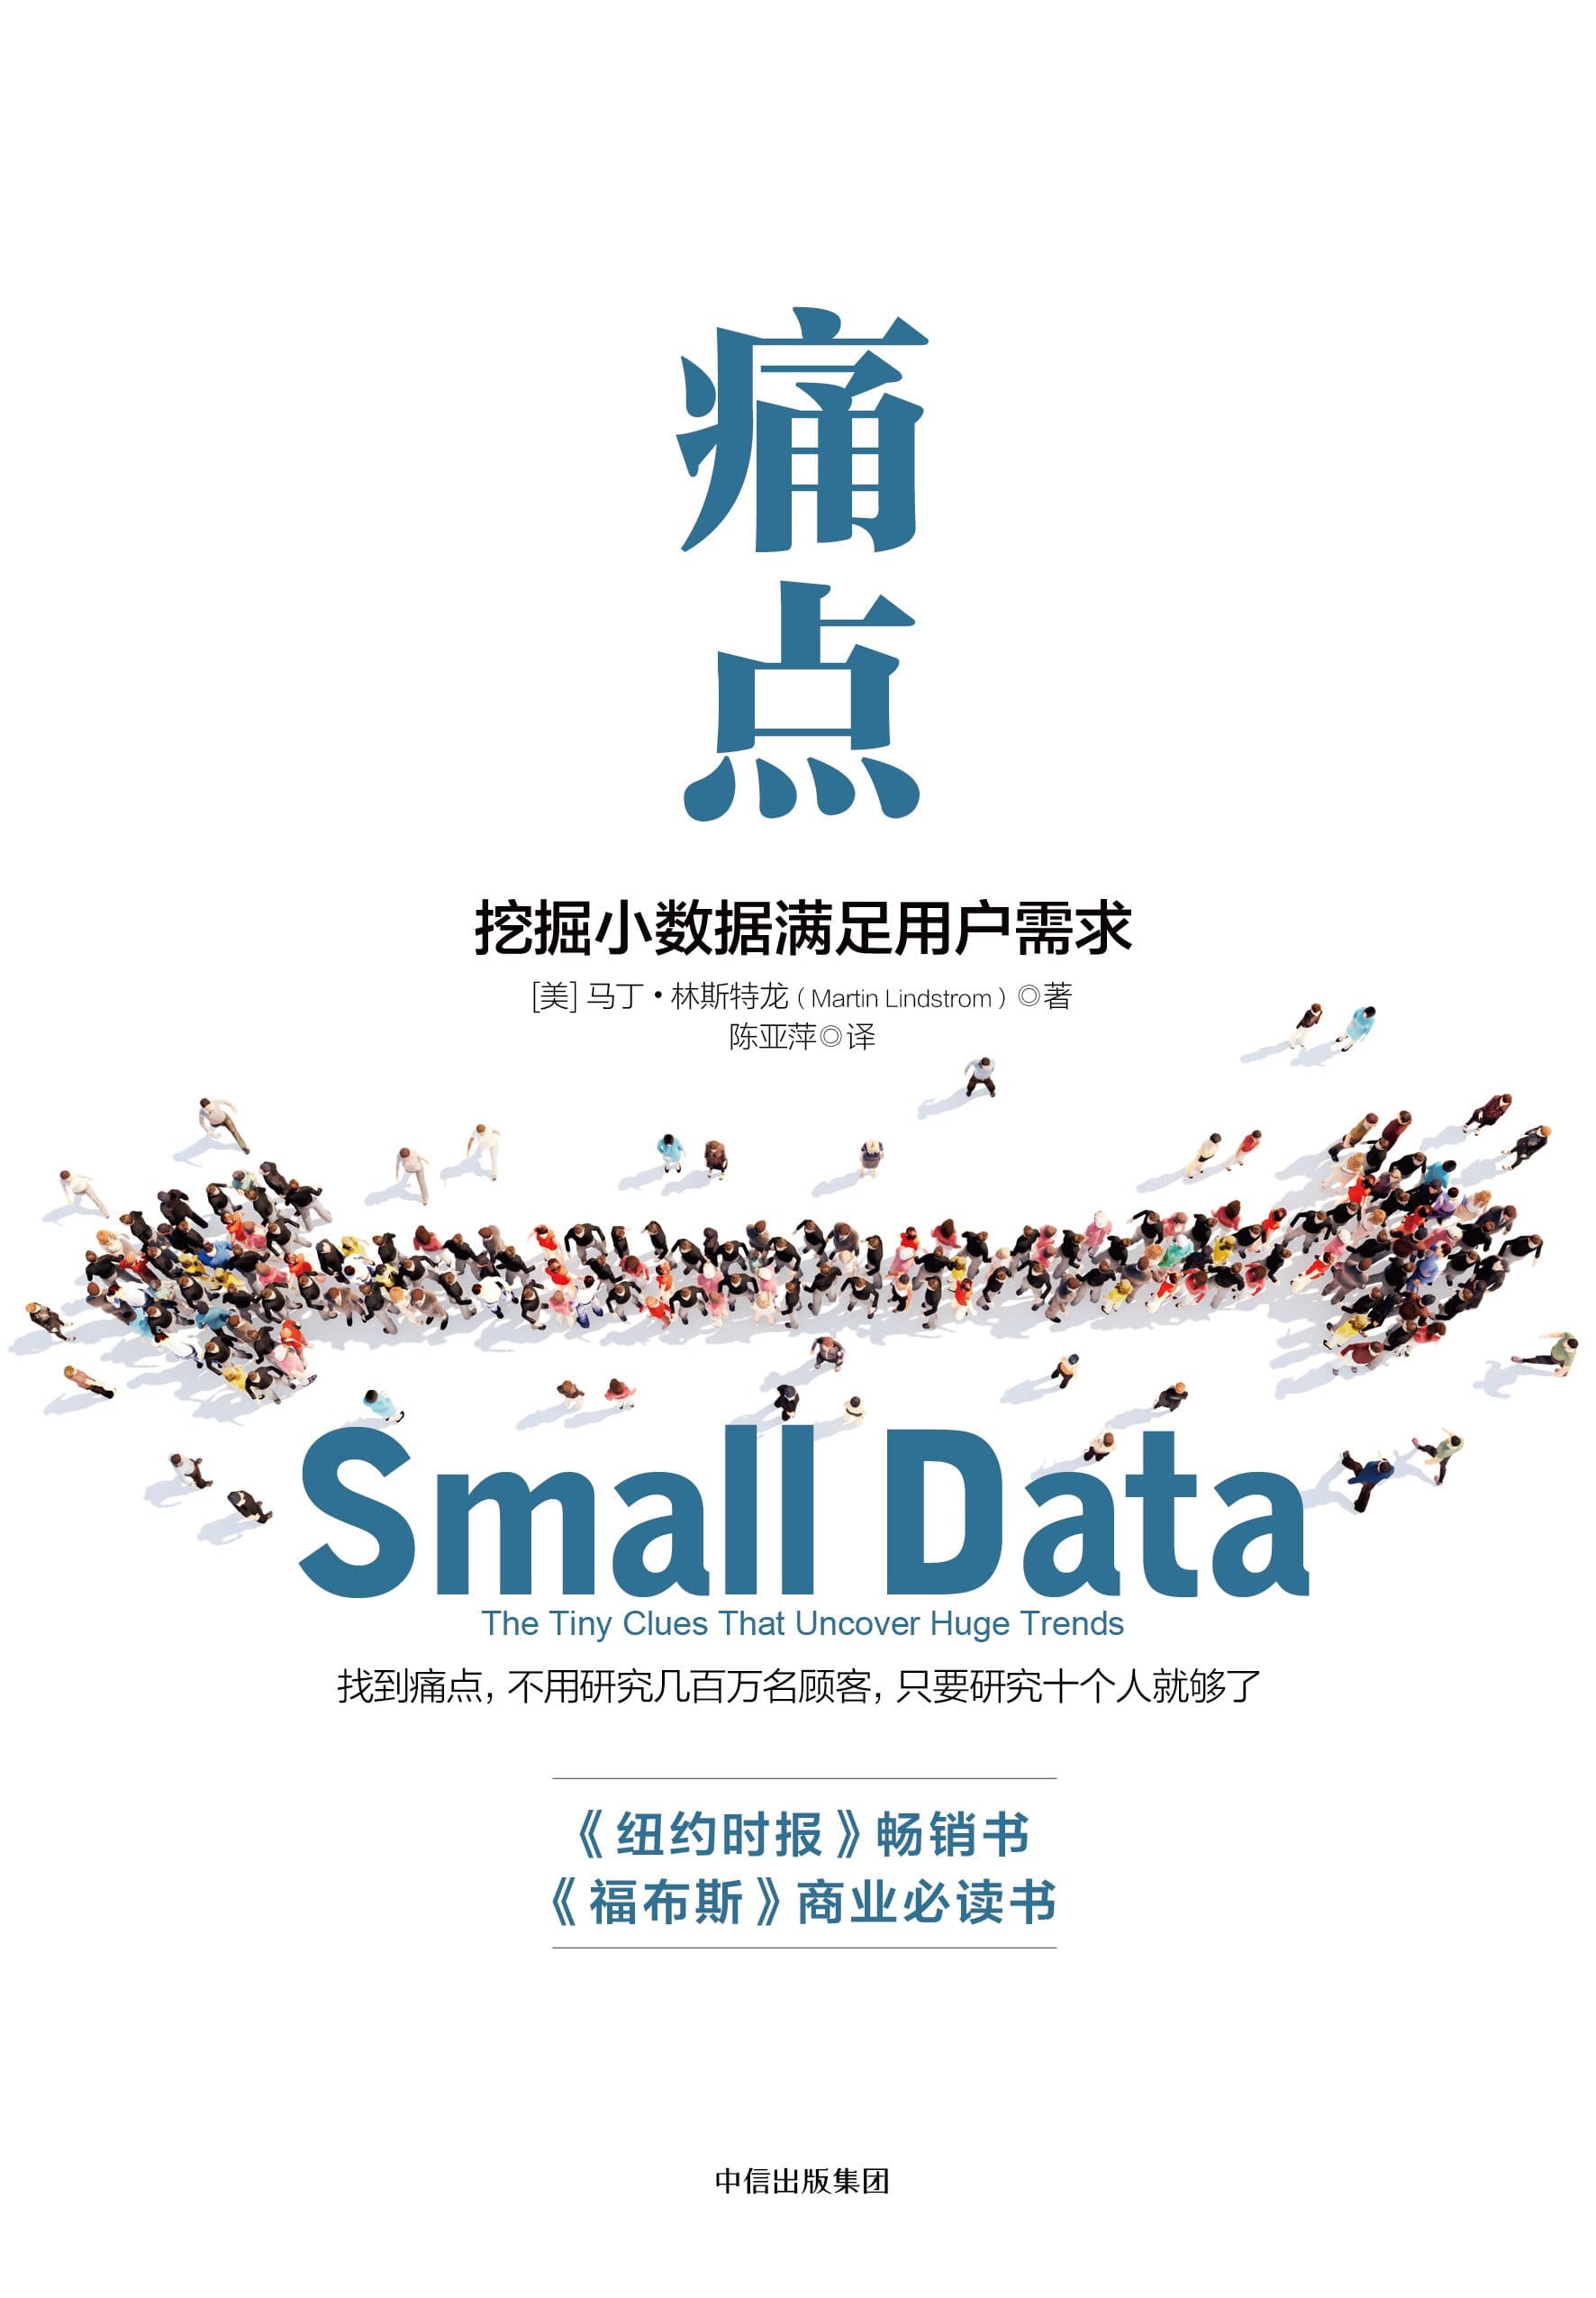 痛
点
挖掘小数据满足用户需求
[美] 马丁·林斯特龙（Martin Lindstrom）◎著
陈亚萍◎译
Small Data
The Tiny Clues That Uncover Huge Trends
找到痛点，不用研究几百万名顾客，只要研究十个人就够了
《纽约时报》畅销书
《福布斯》商业必读书
中信出版集团